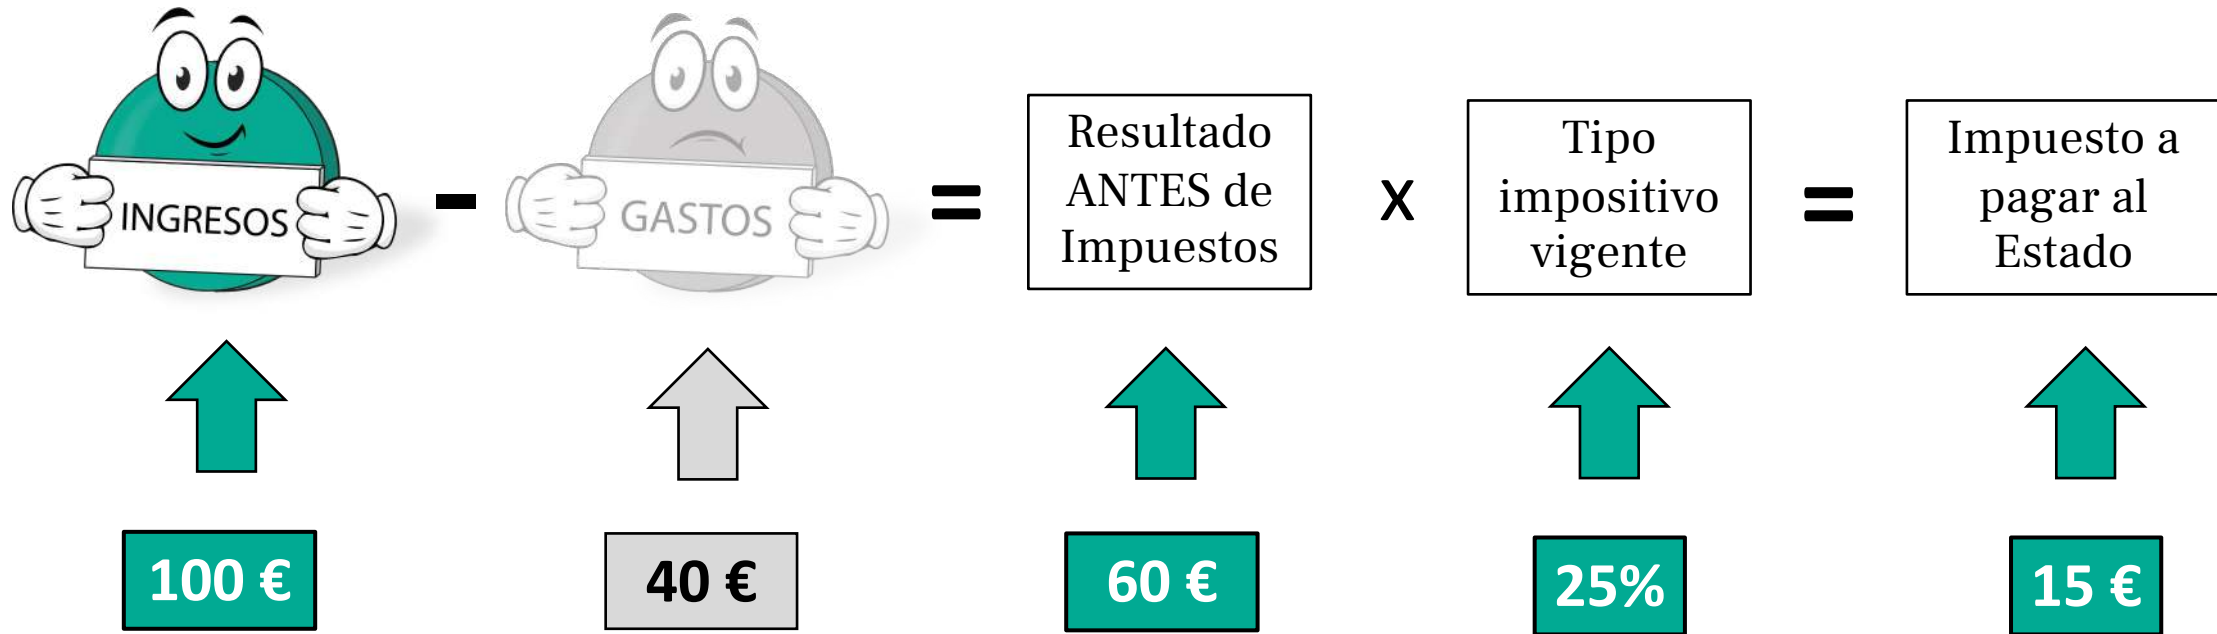 INGRESOS
-
GASTOS
=
Resultado
ANTES de
Impuestos
X
Tipo
impositivo
vigente
=
Impuesto a
pagar al
Estado
100 €
40 €
60 €
25%
15 €